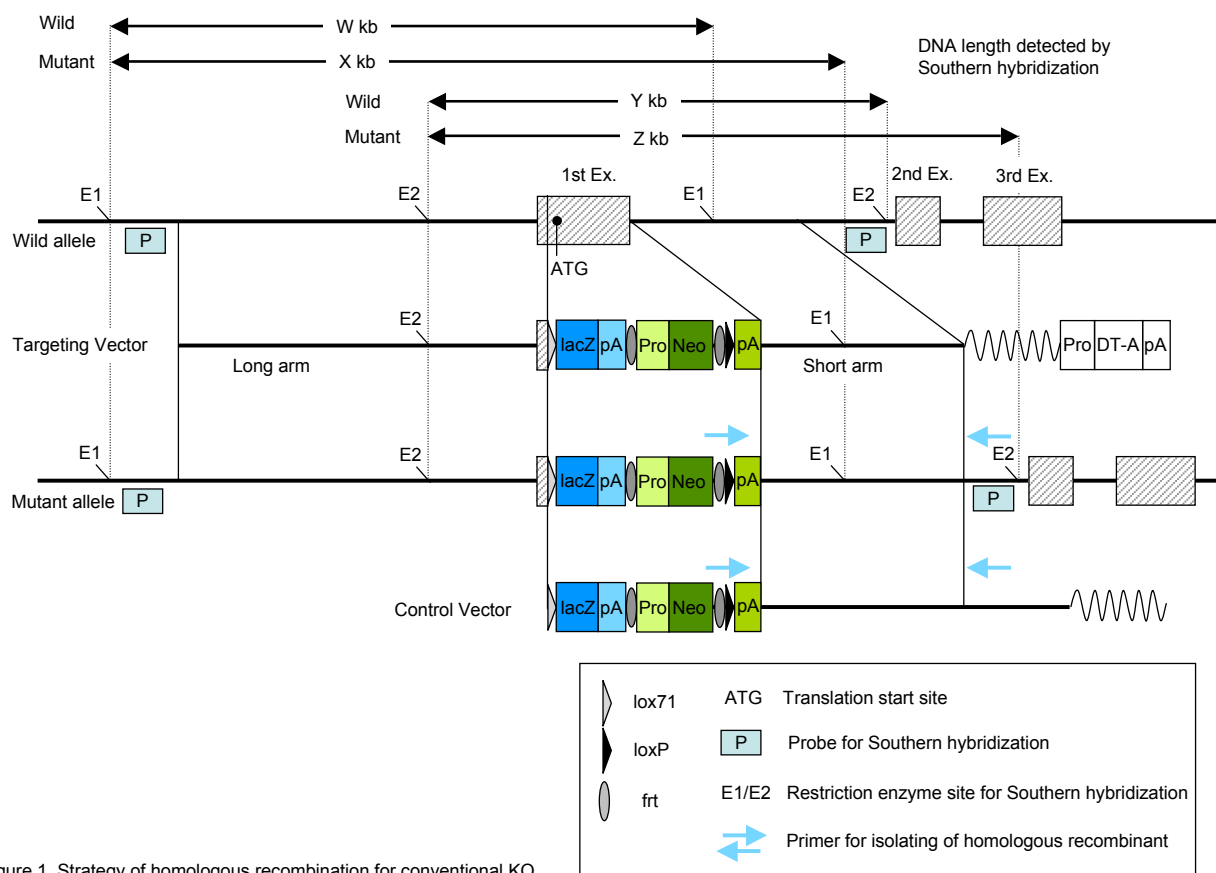 Wild
W kb
DNA length detected by
Southern hybridization
Mutant
X kb
Wild
Y kb
Mutant
Z kb
E1
E2
1st Ex.
E1
E2
2nd Ex.
3rd Ex.
Wild allele
P
ATG
P
Targeting Vector
E2
lacZ
pA
Pro
Neo
pA
E1
Pro
DT-A
pA
Long arm
Short arm
E1
E2
E1
E2
Mutant allele
P
lacZ
pA
Pro
Neo
pA
P
Control Vector
lacZ
pA
Pro
Neo
pA
lox71
ATG
Translation start site
loxP
P
Probe for Southern hybridization
frt
E1/E2
Restriction enzyme site for Southern hybridization
Primer for isolating of homologous recombinant
gure 1. Strategy of homologous recombination for conventional KO